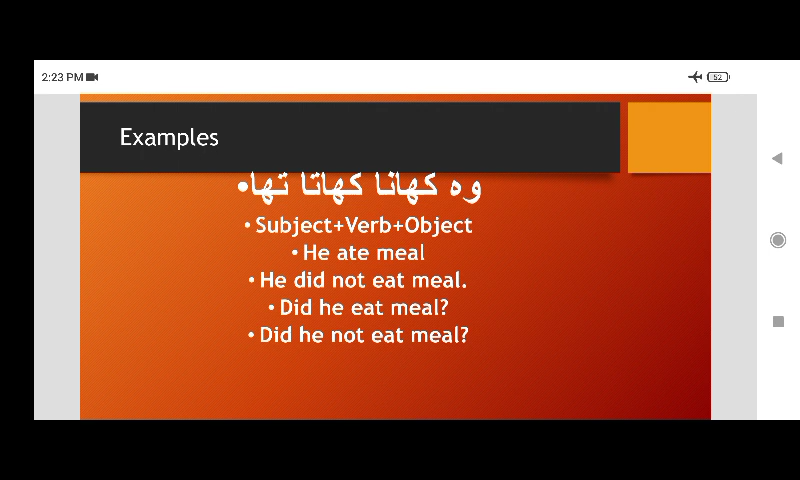 2:23 PM
52
Examples
•وہ کھانا کھاتا تھا
• Subject+Verb+Object
• He ate meal
• He did not eat meal.
• Did he eat meal?
• Did he not eat meal?